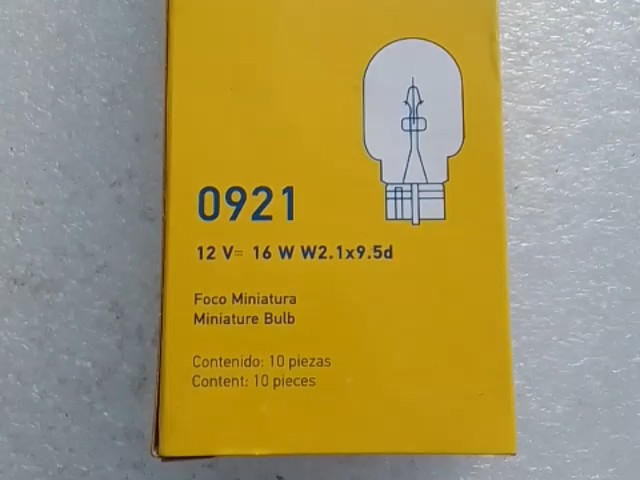 0921
12 V⎓ 16 W W2.1x9.5d
Foco Miniatura
Miniature Bulb
Contenido: 10 piezas
Content: 10 pieces